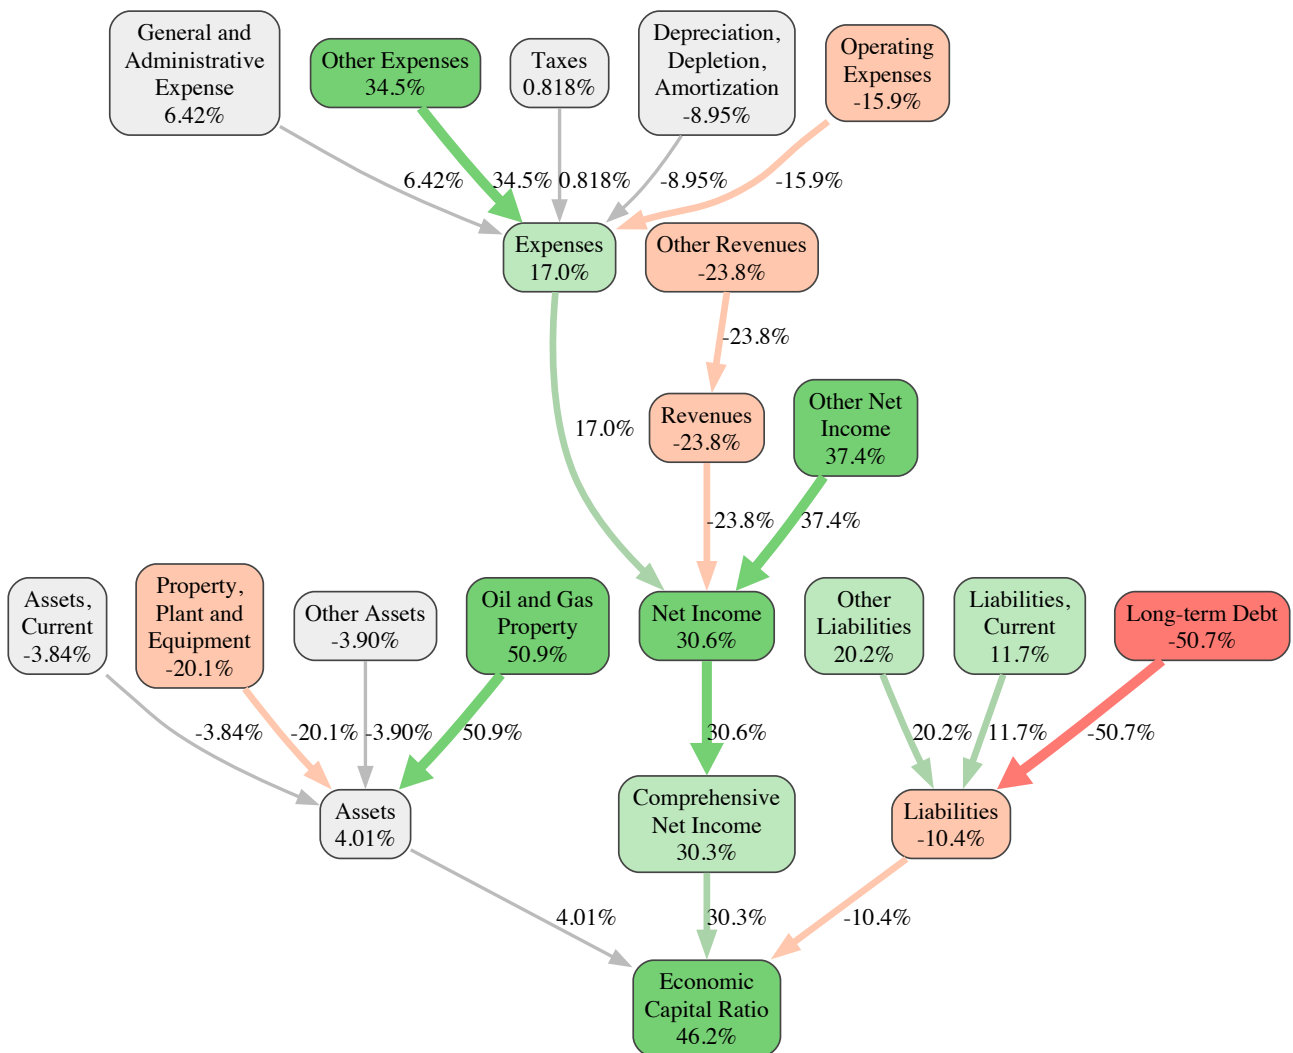 General and
Administrative
Expense
6.42%
Other Expenses
34.5%
Taxes
0.818%
Depreciation,
Depletion,
Amortization
-8.95%
Operating
Expenses
-15.9%
6.42%
34.5%
0.818%
-8.95%
-15.9%
Expenses
17.0%
Other Revenues
-23.8%
-23.8%
Revenues
-23.8%
Other Net
Income
37.4%
17.0%
-23.8%
37.4%
Assets,
Current
-3.84%
Property,
Plant and
Equipment
-20.1%
Other Assets
-3.90%
Oil and Gas
Property
50.9%
Net Income
30.6%
Other
Liabilities
20.2%
Liabilities,
Current
11.7%
Long-term Debt
-50.7%
-3.84%
-20.1%
-3.90%
50.9%
30.6%
20.2%
11.7%
-50.7%
Assets
4.01%
Comprehensive
Net Income
30.3%
Liabilities
-10.4%
4.01%
30.3%
-10.4%
Economic
Capital Ratio
46.2%